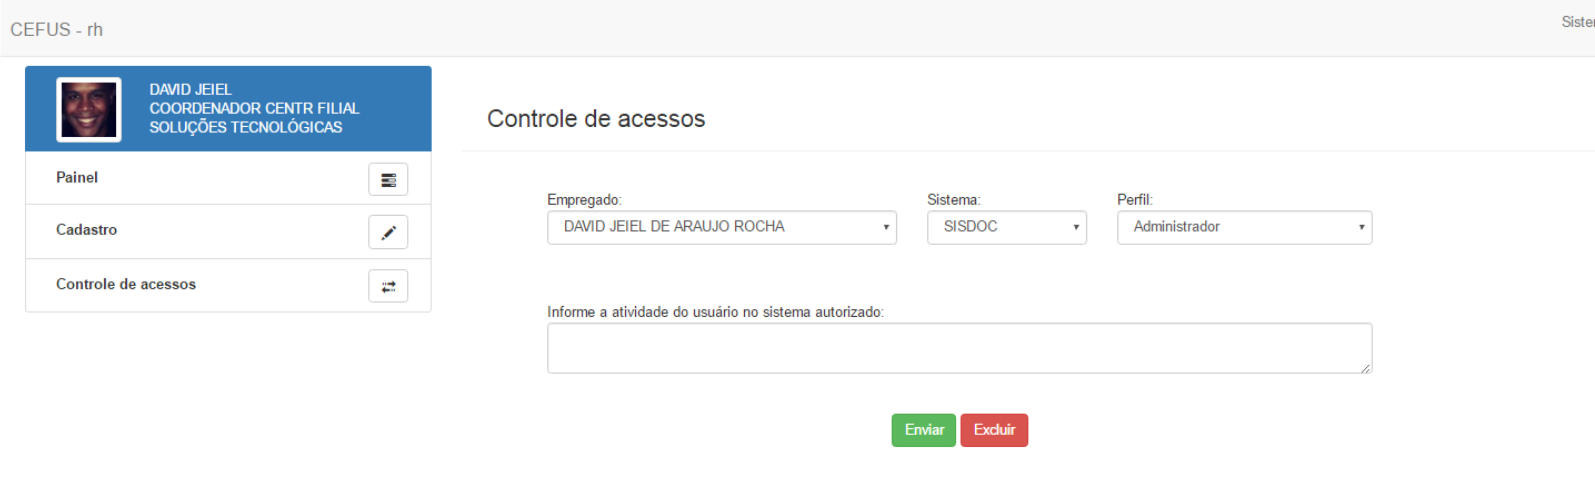 CEFUS - rh
DAVID JEIEL
COORDENADOR CENTR FILIAL
SOLUÇÕES TECNOLÓGICAS
Painel
Cadastro
Controle de acessos
Controle de acessos
Empregado: Sistema: Perfil:
DAVID JEIEL DE ARAUJO ROCHA SISDOC Administrador
Informe a atividade do usuário no sistema autorizado:
Enviar Excluir